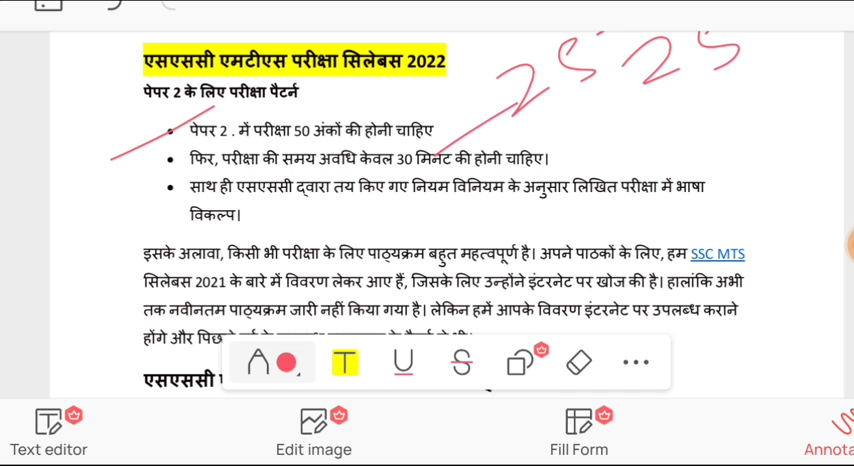 एसएससी एमटीएस परीक्षा सिलेबस 2022
25 25
पेपर 2 के लिए परीक्षा पैटर्न
• पेपर 2 . में परीक्षा 50 अंकों की होनी चाहिए
• फिर, परीक्षा की समय अवधि केवल 30 मिनट की होनी चाहिए।
• साथ ही एसएससी द्वारा तय किए गए नियम विनियम के अनुसार लिखित परीक्षा में भाषा
विकल्प।
इसके अलावा, किसी भी परीक्षा के लिए पाठ्यक्रम बहुत महत्वपूर्ण है। अपने पाठकों के लिए, हम SSC MTS
सिलेबस 2021 के बारे में विवरण लेकर आए हैं, जिसके लिए उन्होंने इंटरनेट पर खोज की है। हालांकि अभी
तक नवीनतम पाठ्यक्रम जारी नहीं किया गया है। लेकिन हमें आपके विवरण इंटरनेट पर उपलब्ध कराने
होंगे और
एसएससी
T U S
Text editor Edit image Fill Form Annota